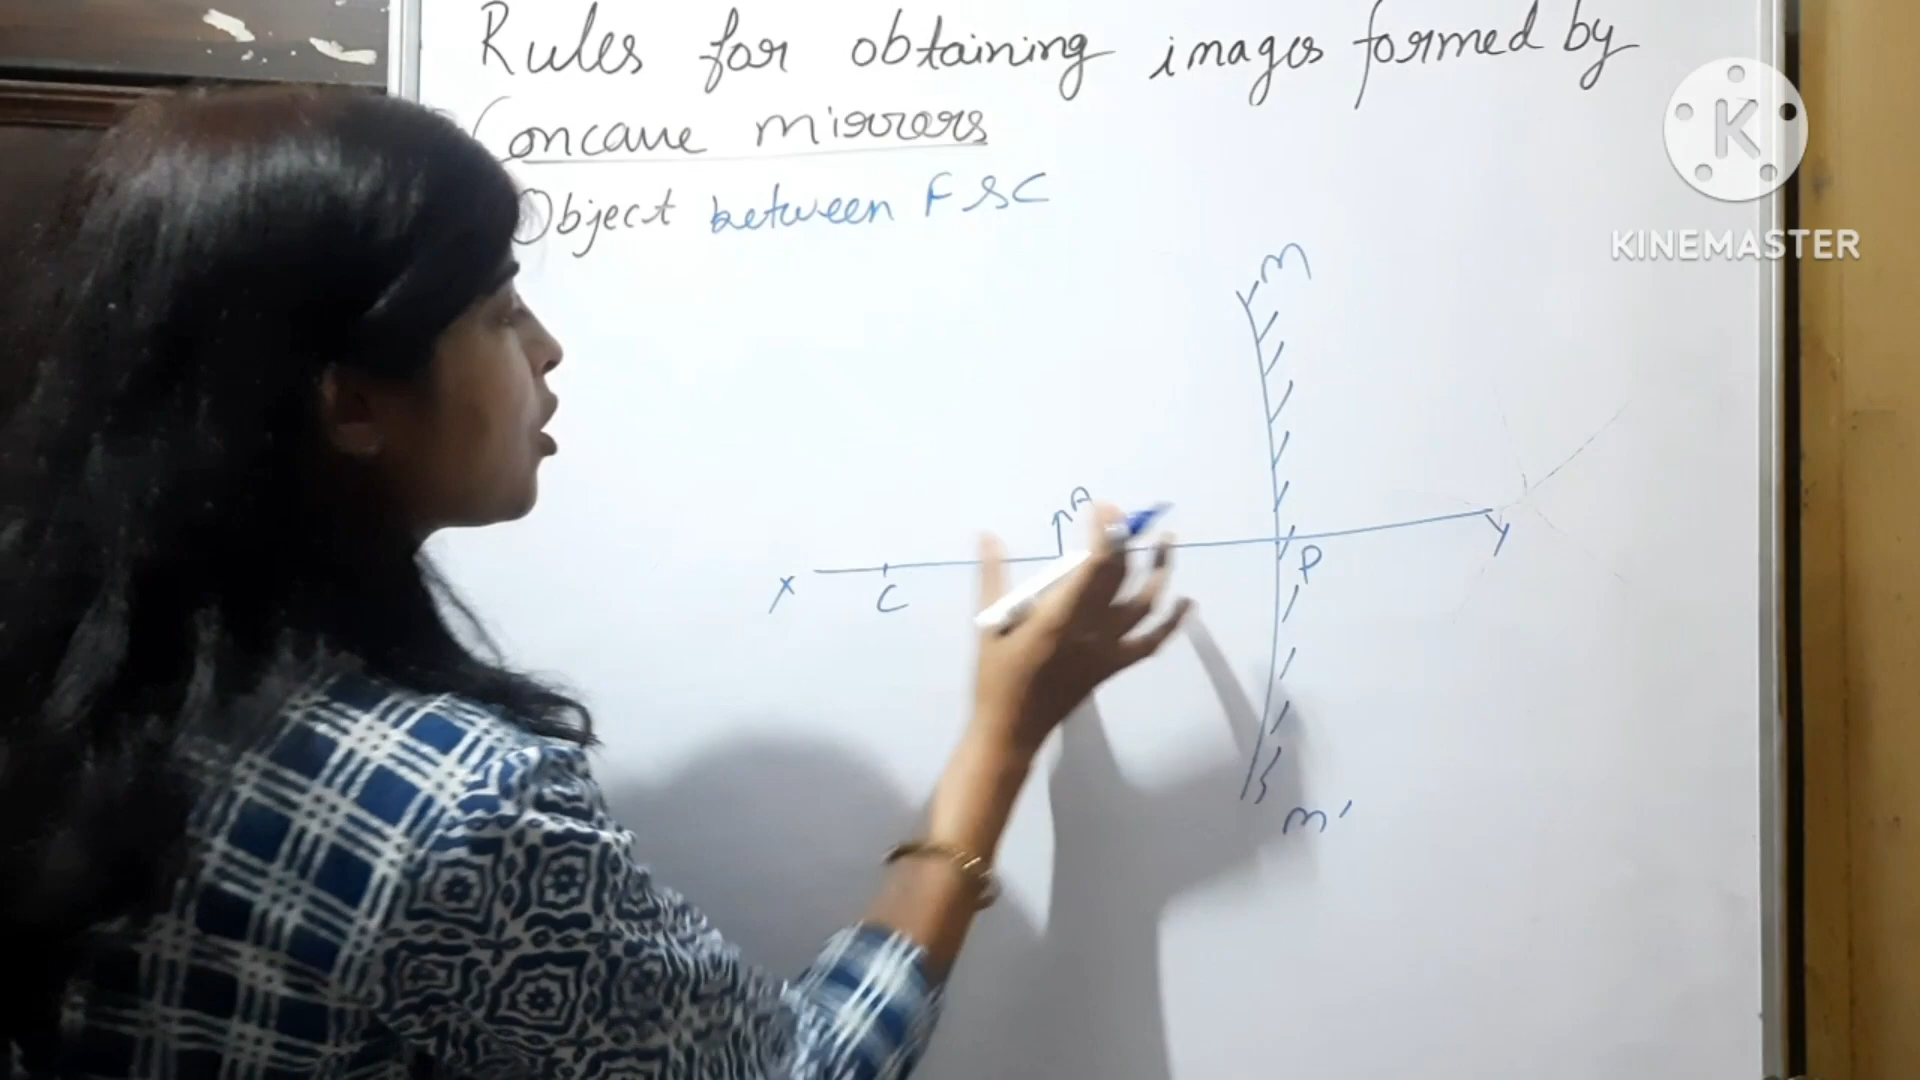 Rules for obtaining images formed by
Concave mirrors
Object between F & C
M
A
X
C
P
Y
M'
K
KINEMASTER